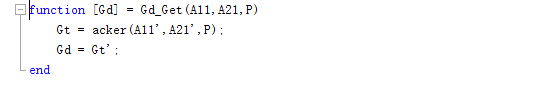 function [Gd] = Gd_Get(A11,A21,P)
Gt = acker(A11',A21',P);
Gd = Gt';
end